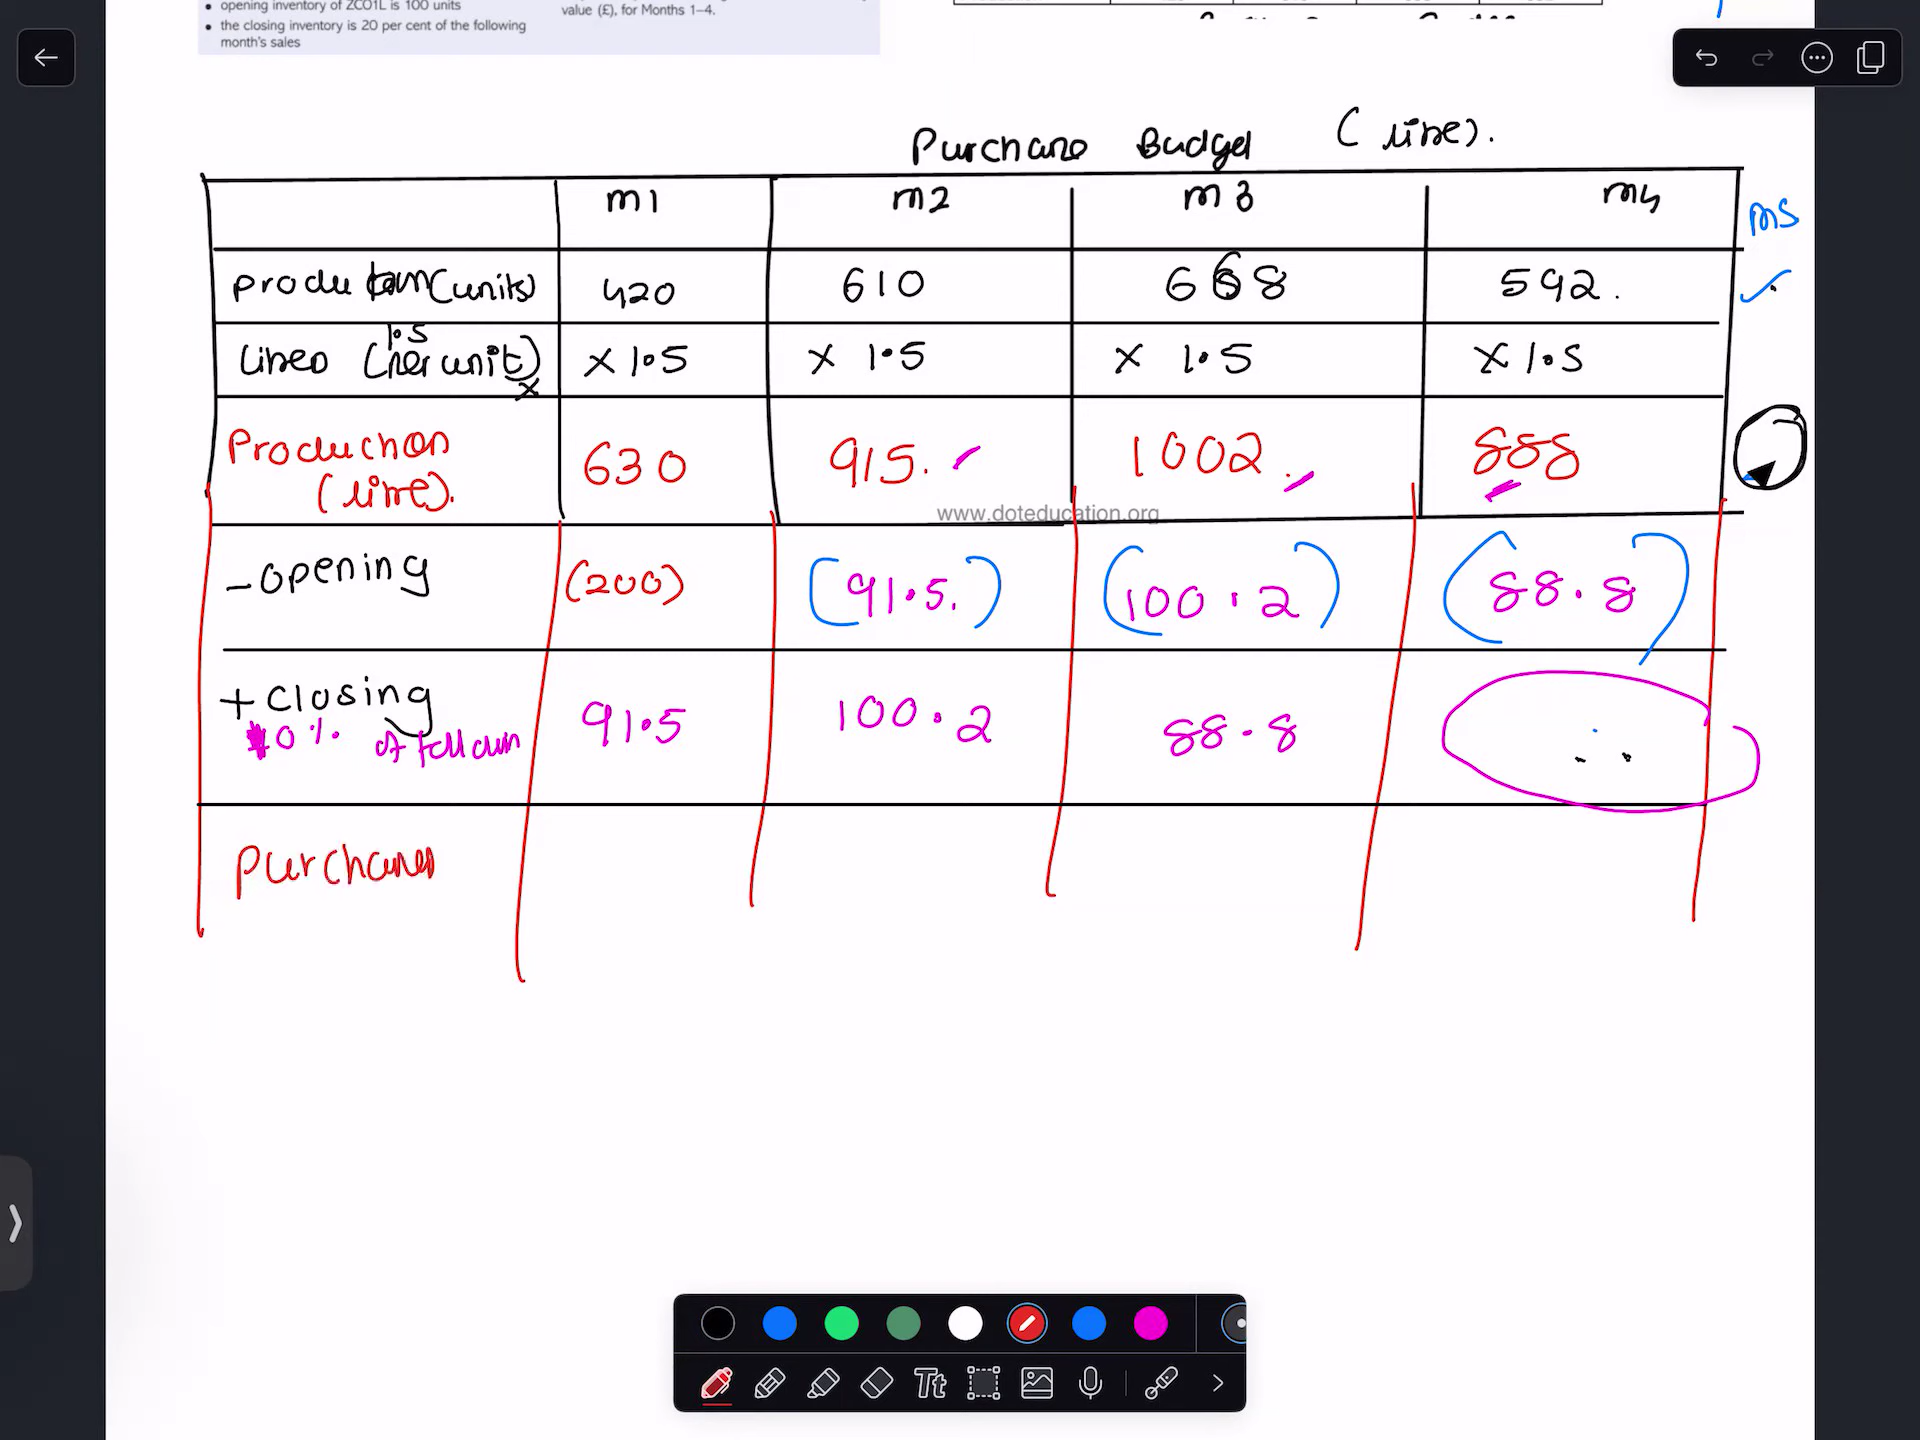 • opening inventory of ZCO1L is 100 units
• the closing inventory is 20 per cent of the following
month's sales
value (£), for Months 1–4.
Purchase Budget (litre).
m1 m2 m3 m4 m5
production (units) 420 610 668 592.
1.5
litres (per unit) x 1.5 x 1.5 x 1.5 x 1.5
x
Production
(litre). 630 915. 1002. 888
www.doteducation.org
- opening (200) (91.5.) (100.2) (88.8)
+ closing 91.5 100.2 88.8
10% of follown
purchases
Tt